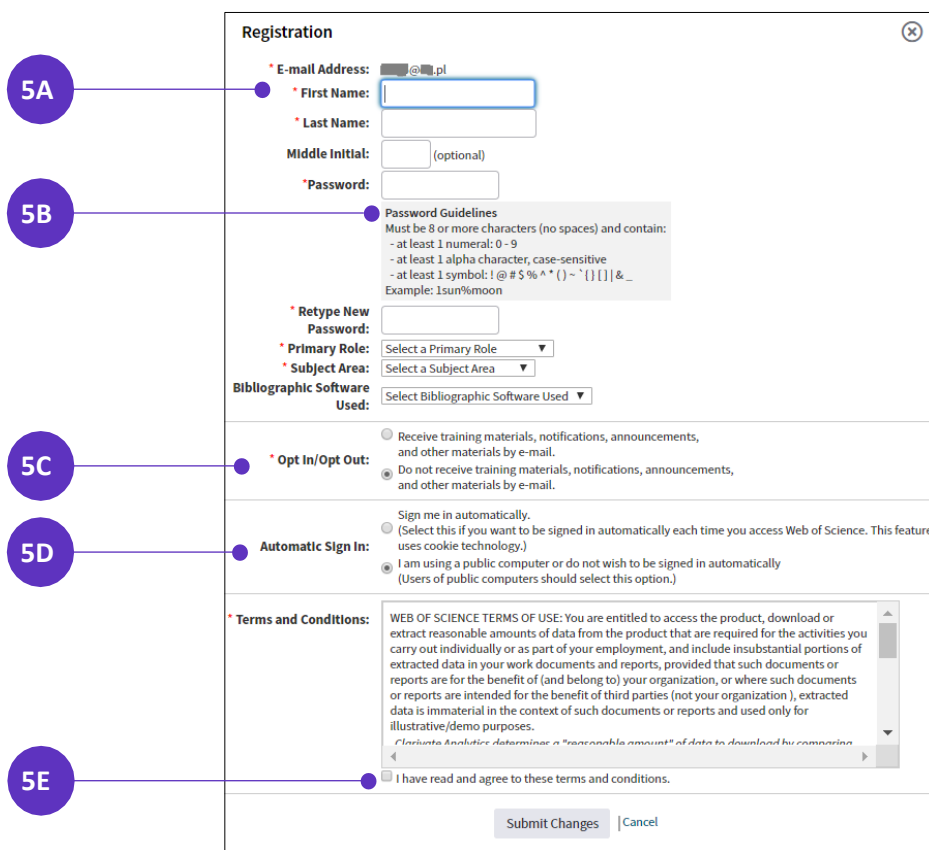 Registration
5A
* E-mail Address: @ .pl
* First Name:
* Last Name:
Middle Initial: (optional)
*Password:
5B
Password Guidelines
Must be 8 or more characters (no spaces) and contain:
- at least 1 numeral: 0 - 9
- at least 1 alpha character, case-sensitive
- at least 1 symbol: ! @ # $ % ^ * ( ) ~ ` { } [ ] | & _
Example: 1sun%moon
* Retype New
Password:
* Primary Role: Select a Primary Role
* Subject Area: Select a Subject Area
Bibliographic Software
Used: Select Bibliographic Software Used
5C
* Opt In/Opt Out:
Receive training materials, notifications, announcements,
and other materials by e-mail.
Do not receive training materials, notifications, announcements,
and other materials by e-mail.
5D
Automatic Sign In:
Sign me in automatically.
(Select this if you want to be signed in automatically each time you access Web of Science. This feature
uses cookie technology.)
I am using a public computer or do not wish to be signed in automatically
(Users of public computers should select this option.)
* Terms and Conditions:
WEB OF SCIENCE TERMS OF USE: You are entitled to access the product, download or
extract reasonable amounts of data from the product that are required for the activities you
carry out individually or as part of your employment, and include insubstantial portions of
extracted data in your work documents and reports, provided that such documents or
reports are for the benefit of (and belong to) your organization, or where such documents
or reports are intended for the benefit of third parties (not your organization ), extracted
data is immaterial in the context of such documents or reports and used only for
illustrative/demo purposes.
Clarivate Analytics determines a "reasonable amount" of data to download by comparing
5E
I have read and agree to these terms and conditions.
Submit Changes | Cancel